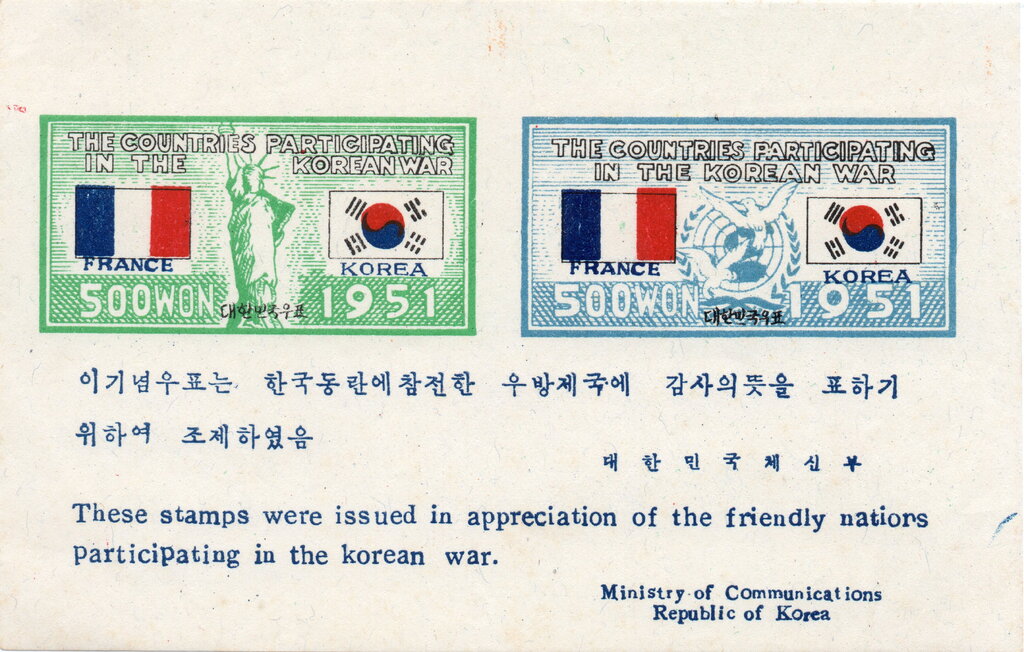 THE COUNTRIES PARTICIPATING
IN THE KOREAN WAR
FRANCE
KOREA
500WON 1951
대한민국우표
THE COUNTRIES PARTICIPATING
IN THE KOREAN WAR
FRANCE
KOREA
500WON 1951
대한민국우표
이기념우표는 한국동란에참전한 우방제국에 감사의뜻을 표하기
위하여 조제하였음
대한민국체신부
These stamps were issued in appreciation of the friendly nations
participating in the korean war.
Ministry of Communications
Republic of Korea